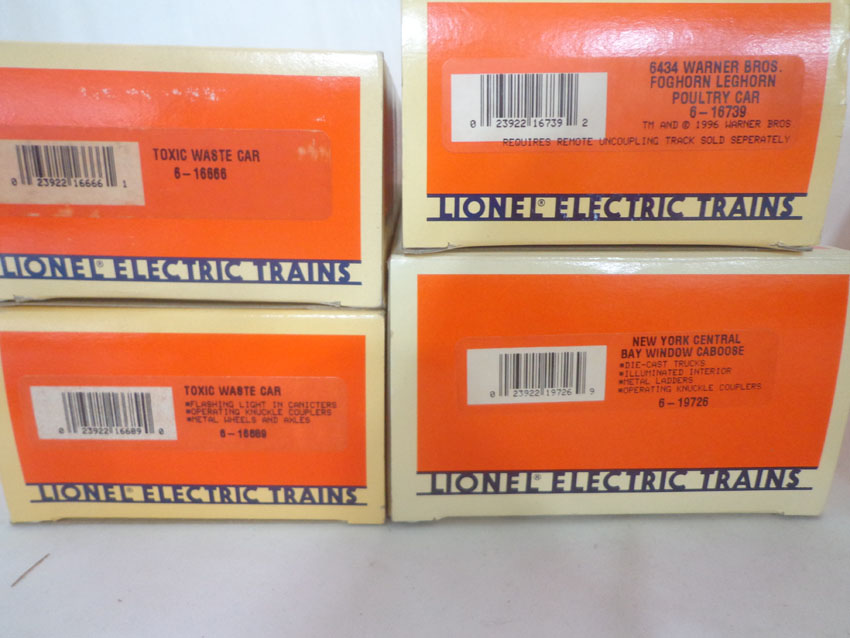 TOXIC WASTE CAR
6-16666
0 23922 16666 1
LIONEL® ELECTRIC TRAINS
6434 WARNER BROS.
FOGHORN LEGHORN
POULTRY CAR
6-16739
TM AND © 1996 WARNER BROS.
REQUIRES REMOTE UNCOUPLING TRACK SOLD SEPERATELY
0 23922 16739 2
LIONEL® ELECTRIC TRAINS
TOXIC WASTE CAR
*FLASHING LIGHT IN CANICTERS
*OPERATING KNUCKLE COUPLERS
*METAL WHEELS AND AXLES
6-16689
0 23922 16689 0
LIONEL® ELECTRIC TRAINS
NEW YORK CENTRAL
BAY WINDOW CABOOSE
*DIE-CAST TRUCKS
*ILLUMINATED INTERIOR
*METAL LADDERS
*OPERATING KNUCKLE COUPLERS
6-19726
0 23922 19726 9
LIONEL® ELECTRIC TRAINS